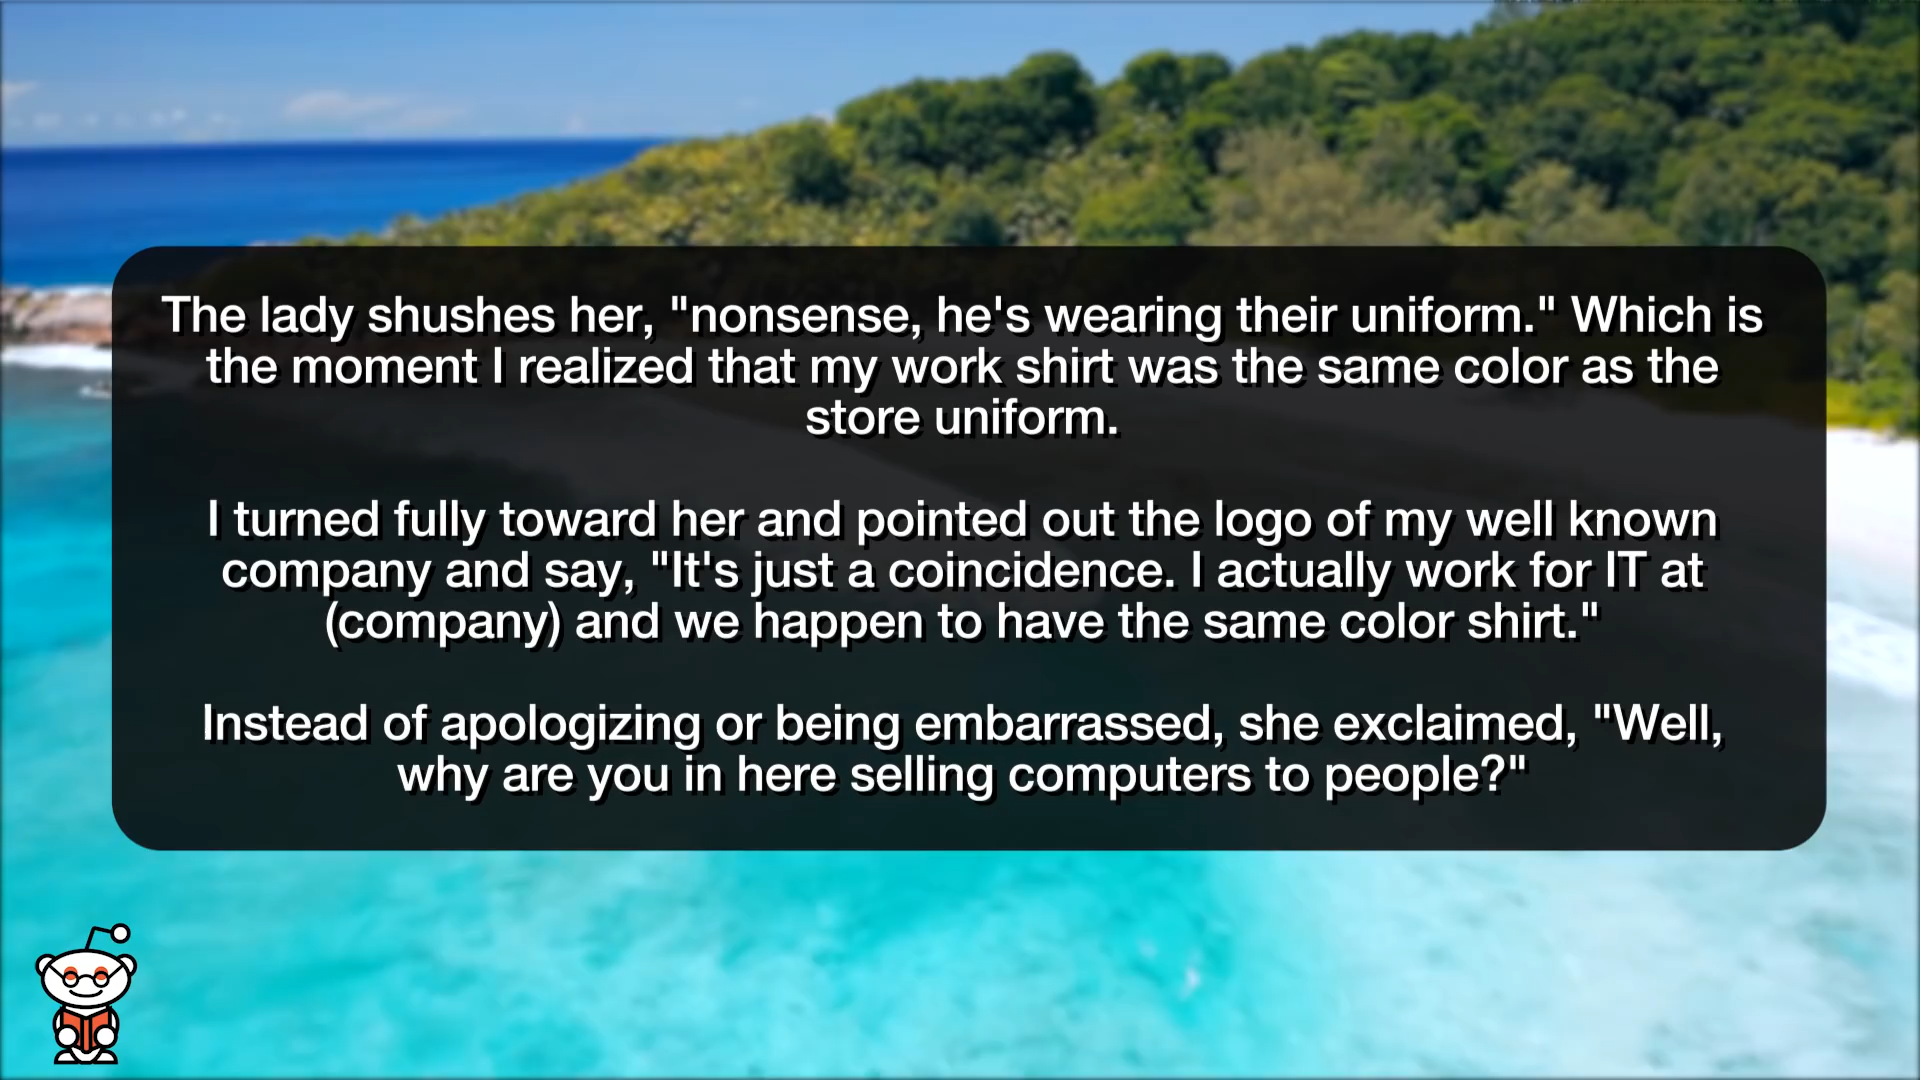 The lady shushes her, "nonsense, he's wearing their uniform." Which is
the moment I realized that my work shirt was the same color as the
store uniform.
I turned fully toward her and pointed out the logo of my well known
company and say, "It's just a coincidence. I actually work for IT at
(company) and we happen to have the same color shirt."
Instead of apologizing or being embarrassed, she exclaimed, "Well,
why are you in here selling computers to people?"